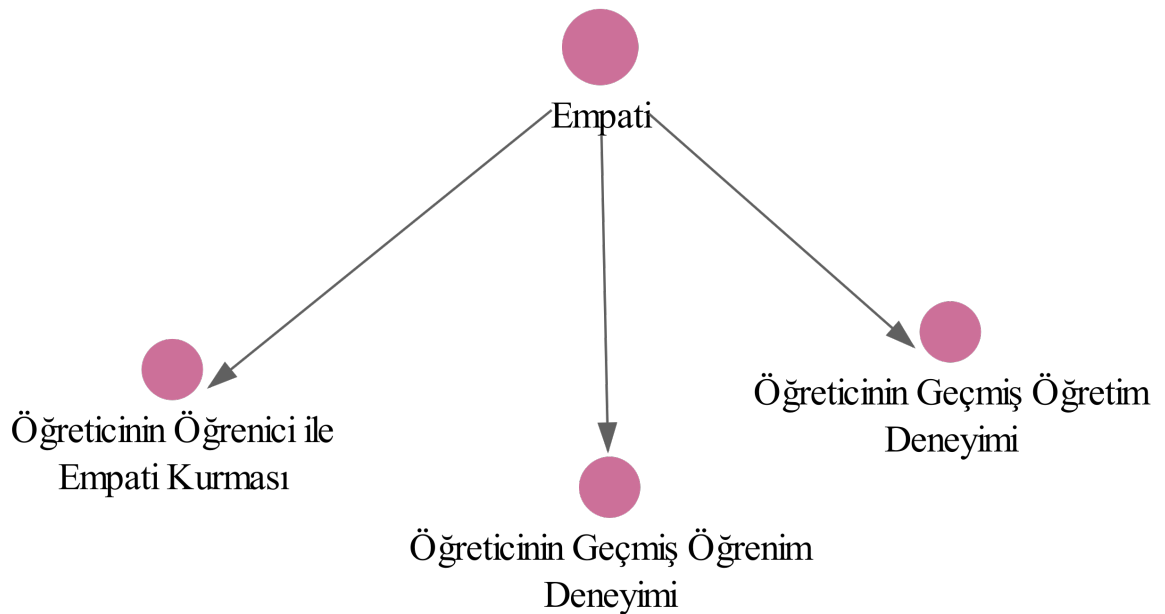 Empati
Öğreticinin Öğrenici ile
Empati Kurması
Öğreticinin Geçmiş Öğrenim
Deneyimi
Öğreticinin Geçmiş Öğretim
Deneyimi